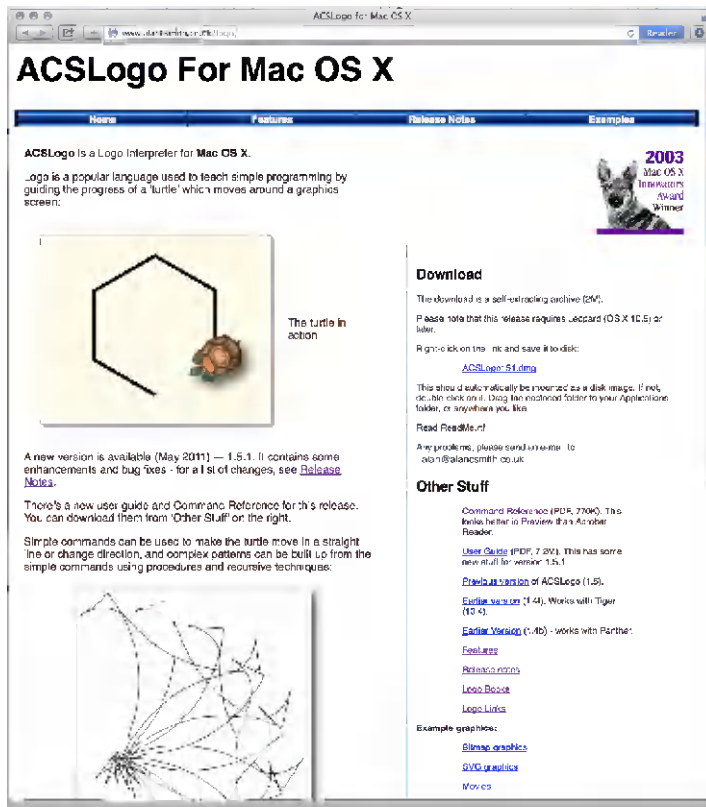 ACSLogo for Mac OS X
Reader
ACSLogo For Mac OS X
Home
Features
Release Notes
Examples
ACSLogo is a Logo Interpreter for Mac OS X.
Logo is a popular language used to teach simple programming by
guiding the progress of a 'turtle' which moves around a graphics
screen:
The turtle in
action
A new version is available (May 2011) — 1.5.1. It contains some
enhancements and bug fixes - for a list of changes, see Release
Notes.
There's a new user guide and Command Reference for this release.
You can download them from 'Other Stuff' on the right.
Simple commands can be used to make the turtle move in a straight
line or change direction, and complex patterns can be built up from the
simple commands using procedures and recursive techniques:
2003
Mac OS X
Innovators
Award
Winner
Download
The download is a self-extracting archive (2M).
Please note that this release requires Leopard (OS X 10.5) or
later.
Right-click on the link and save it to disk:
ACSLogo151.dmg
This should automatically be mounted as a disk image. If not,
double-click on it. Drag the enclosed folder to your Applications
folder, or anywhere you like
Read ReadMe.rtf
Any problems, please send an e-mail to
alan@alancsmith.co.uk
Other Stuff
Command Reference (PDF, 770K). This
looks better in Preview than Acrobat
Reader.
User Guide (PDF, 7.2M). This has some
new stuff for version 1.5.1
Previous version of ACSLogo (1.5).
Earlier version (1.4f). Works with Tiger
(10.4).
Earlier Version (1.4b) - works with Panther.
Features
Release notes
Logo Books
Logo Links
Example graphics:
Bitmap graphics
SVG graphics
Movies